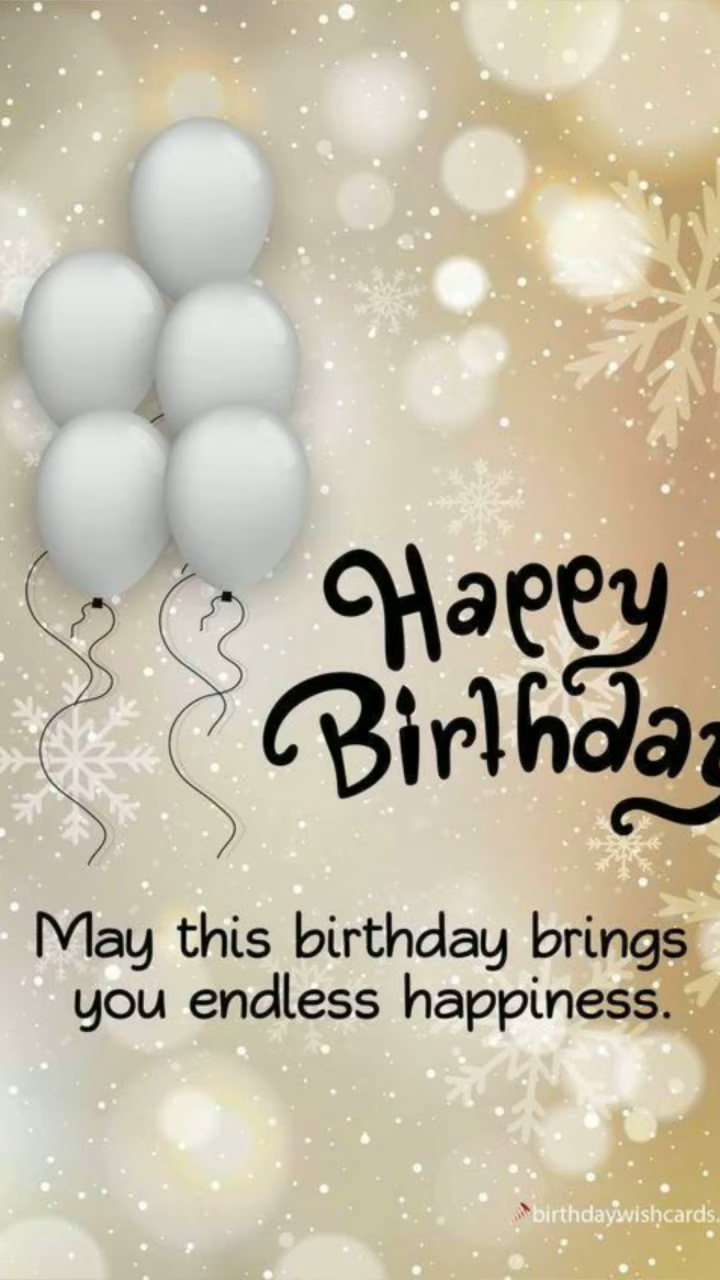 Happy
Birthday
May this birthday brings
you endless happiness.
birthdaywishcards.